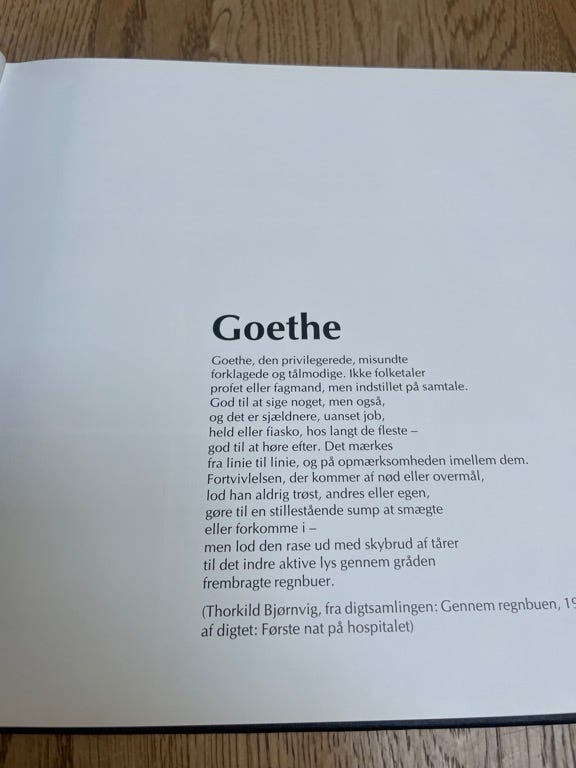 Goethe
Goethe, den privilegerede, misundte
forklagede og tålmodige. Ikke folketaler
profet eller fagmand, men indstillet på samtale.
God til at sige noget, men også,
og det er sjældnere, uanset job,
held eller fiasko, hos langt de fleste –
god til at høre efter. Det mærkes
fra linie til linie, og på opmærksomheden imellem dem.
Fortvivlelsen, der kommer af nød eller overmål,
lod han aldrig trøst, andres eller egen,
gøre til en stillestående sump at smægte
eller forkomme i –
men lod den rase ud med skybrud af tårer
til det indre aktive lys gennem gråden
frembragte regnbuer.
(Thorkild Bjørnvig, fra digtsamlingen: Gennem regnbuen,
af digtet: Første nat på hospitalet)